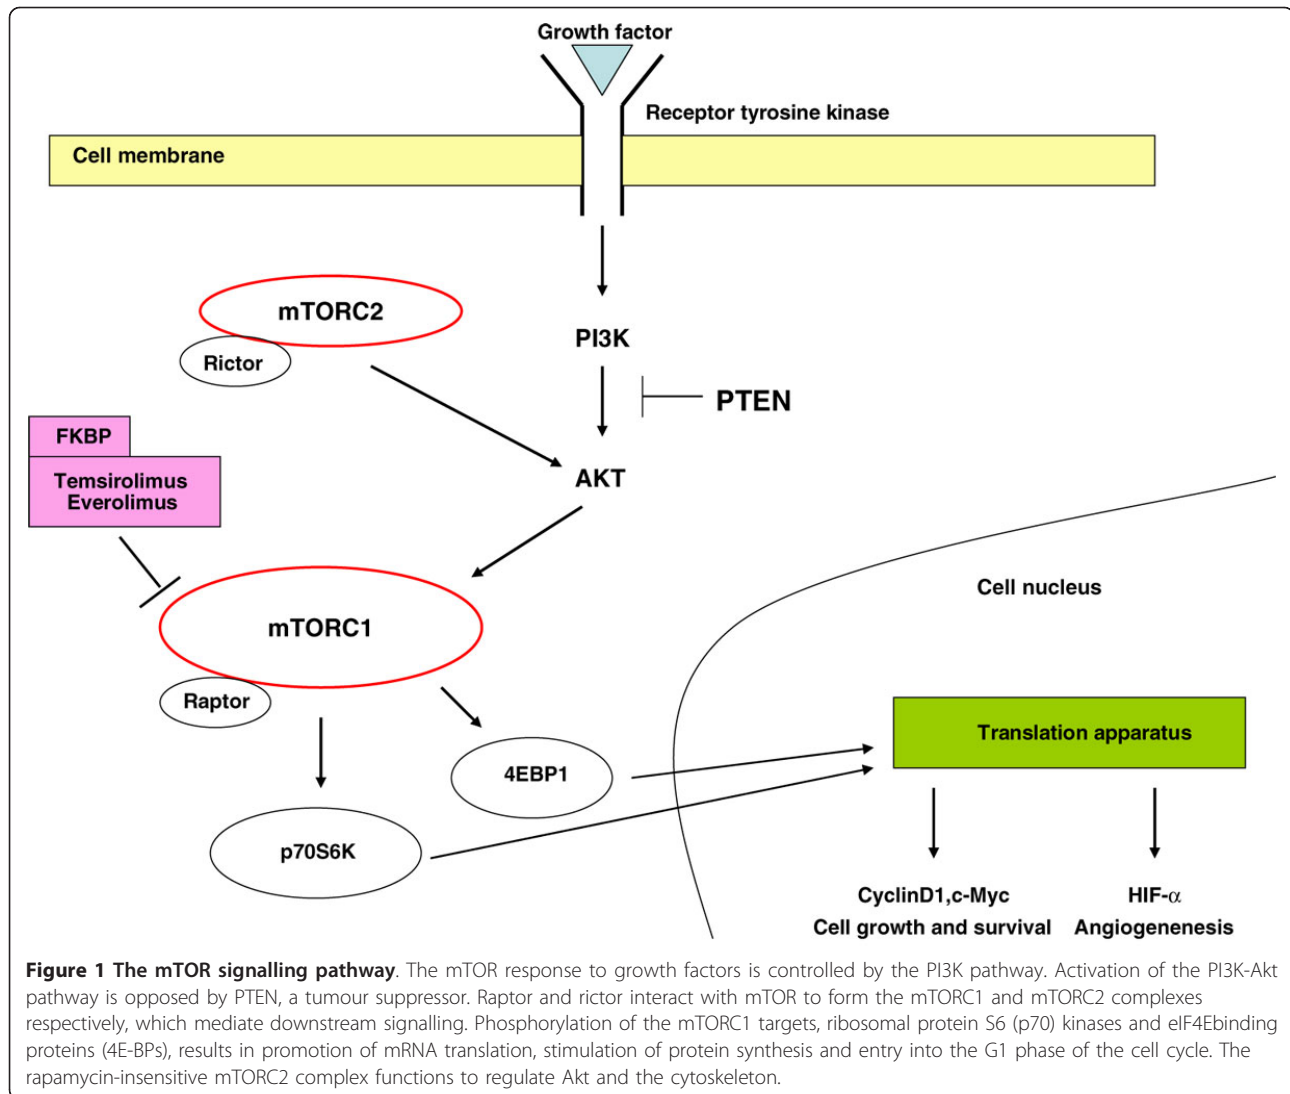 Growth factor
Receptor tyrosine kinase
Cell membrane
mTORC2
Rictor
PI3K
PTEN
FKBP
Temsirolimus
Everolimus
AKT
Cell nucleus
mTORC1
Raptor
Translation apparatus
4EBP1
p70S6K
CyclinD1,c-Myc
Cell growth and survival
HIF-α
Angiogenenesis
Figure 1 The mTOR signalling pathway. The mTOR response to growth factors is controlled by the PI3K pathway. Activation of the PI3K-Akt
pathway is opposed by PTEN, a tumour suppressor. Raptor and rictor interact with mTOR to form the mTORC1 and mTORC2 complexes
respectively, which mediate downstream signalling. Phosphorylation of the mTORC1 targets, ribosomal protein S6 (p70) kinases and eIF4Ebinding
proteins (4E-BPs), results in promotion of mRNA translation, stimulation of protein synthesis and entry into the G1 phase of the cell cycle. The
rapamycin-insensitive mTORC2 complex functions to regulate Akt and the cytoskeleton.